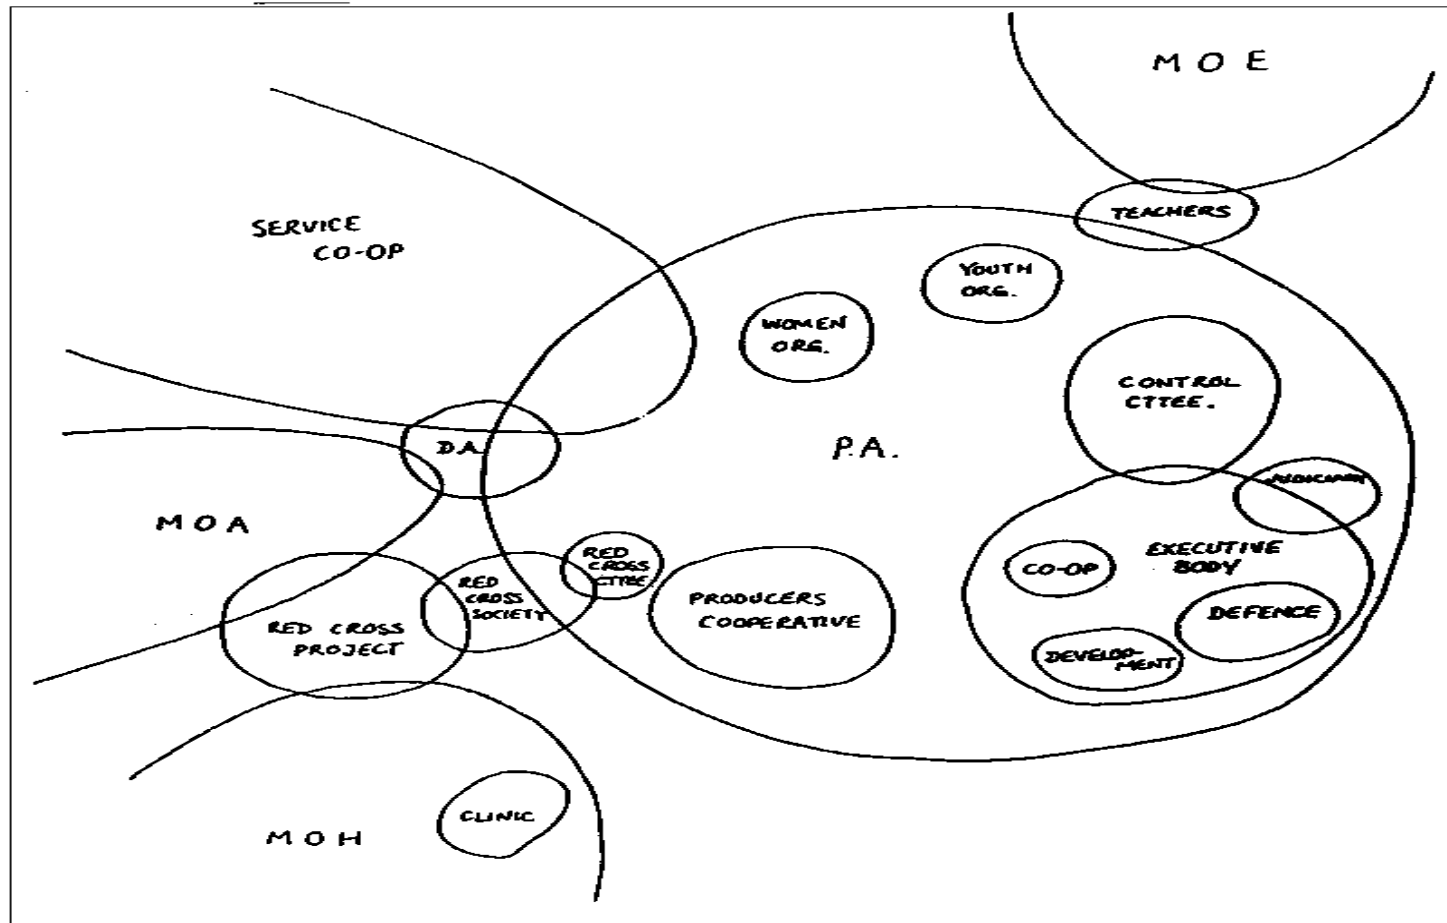 M O E
TEACHERS
SERVICE
CO-OP
YOUTH
ORG.
WOMEN
ORG.
CONTROL
CTTEE.
D.A.
P.A.
JUDICIARY
M O A
EXECUTIVE
BODY
RED
CROSS
CTTEE.
CO-OP
RED
CROSS
SOCIETY
PRODUCERS
COOPERATIVE
DEFENCE
RED CROSS
PROJECT
DEVELOP-
MENT
CLINIC
M O H